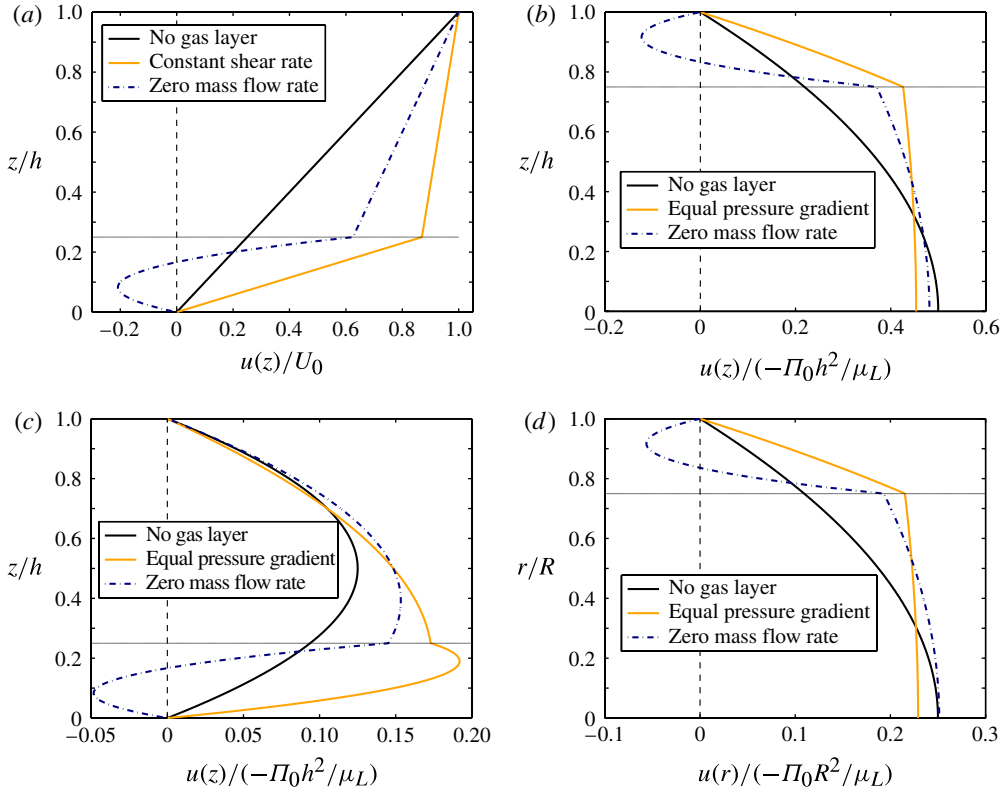 (a)
1.0
0.8
0.6
z/h
0.4
0.2
0
No gas layer
Constant shear rate
Zero mass flow rate
−0.2 0 0.2 0.4 0.6 0.8 1.0
u(z)/U₀
(b)
1.0
0.8
0.6
z/h
0.4
0.2
0
No gas layer
Equal pressure gradient
Zero mass flow rate
−0.2 0 0.2 0.4 0.6
u(z)/(−Π₀h²/μ_L)
(c)
1.0
0.8
0.6
z/h
0.4
0.2
0
No gas layer
Equal pressure gradient
Zero mass flow rate
−0.05 0 0.05 0.10 0.15 0.20
u(z)/(−Π₀h²/μ_L)
(d)
1.0
0.8
0.6
r/R
0.4
0.2
0
No gas layer
Equal pressure gradient
Zero mass flow rate
−0.1 0 0.1 0.2 0.3
u(r)/(−Π₀R²/μ_L)